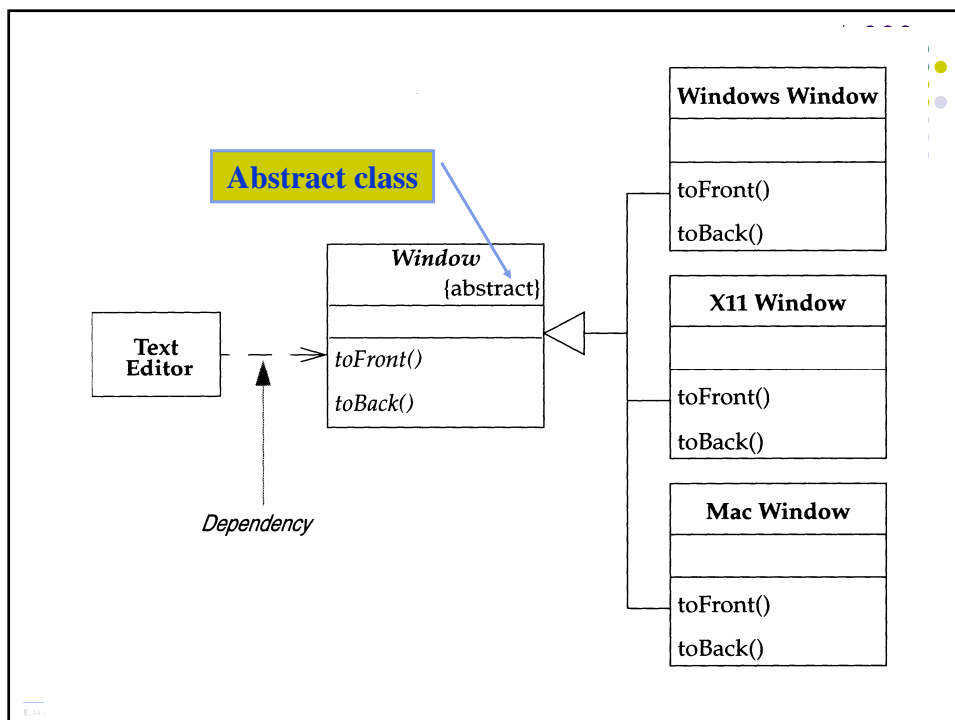 Abstract class
Text
Editor
Dependency
Window
{abstract}
toFront()
toBack()
Windows Window
toFront()
toBack()
X11 Window
toFront()
toBack()
Mac Window
toFront()
toBack()